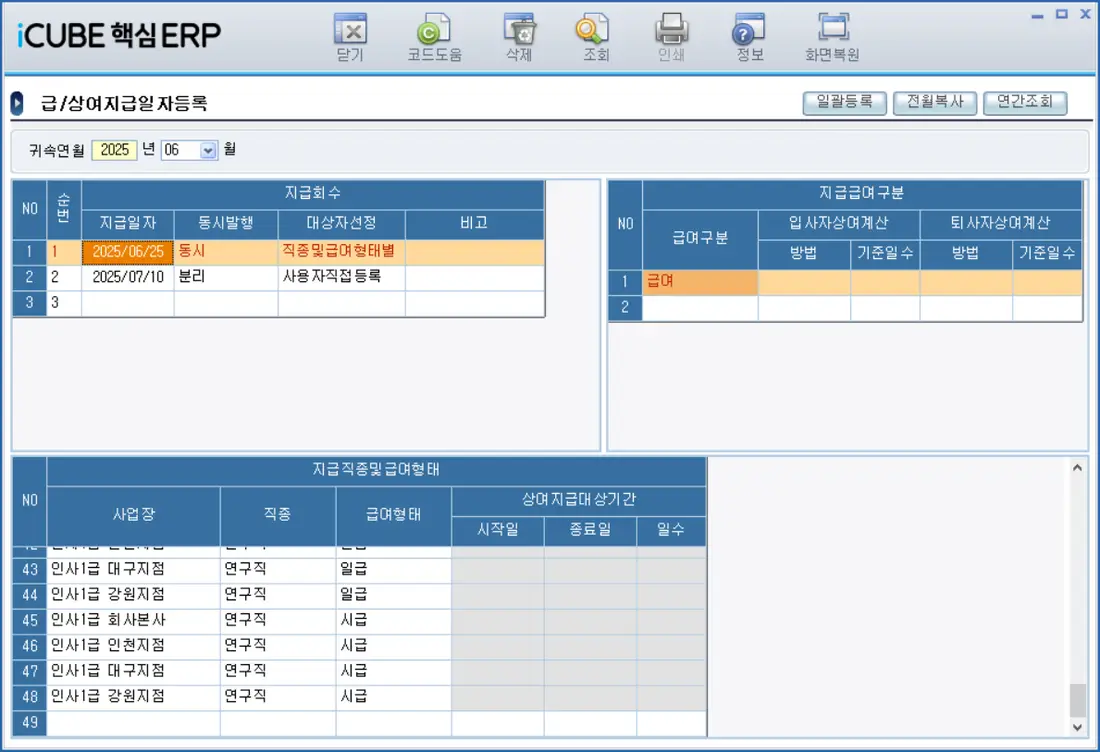 iCUBE 핵심ERP
닫기 코드도움 삭제 조회 인쇄 정보 화면복원
급/상여지급일자등록 일괄등록 전월복사 연간조회
귀속연월 2025 년 06 월
NO 순번 지급회수
지급일자 동시발행 대상자선정 비고
1 1 2025/06/25 동시 직종및급여형태별
2 2 2025/07/10 분리 사용자직접등록
3 3
NO 급여구분 지급급여구분
입사자상여계산 퇴사자상여계산
방법 기준일수 방법 기준일수
1 급여
2
NO 지급직종및급여형태
사업장 직종 급여형태 상여지급대상기간
시작일 종료일 일수
43 인사1급 대구지점 연구직 일급
44 인사1급 강원지점 연구직 일급
45 인사1급 회사본사 연구직 시급
46 인사1급 인천지점 연구직 시급
47 인사1급 대구지점 연구직 시급
48 인사1급 강원지점 연구직 시급
49